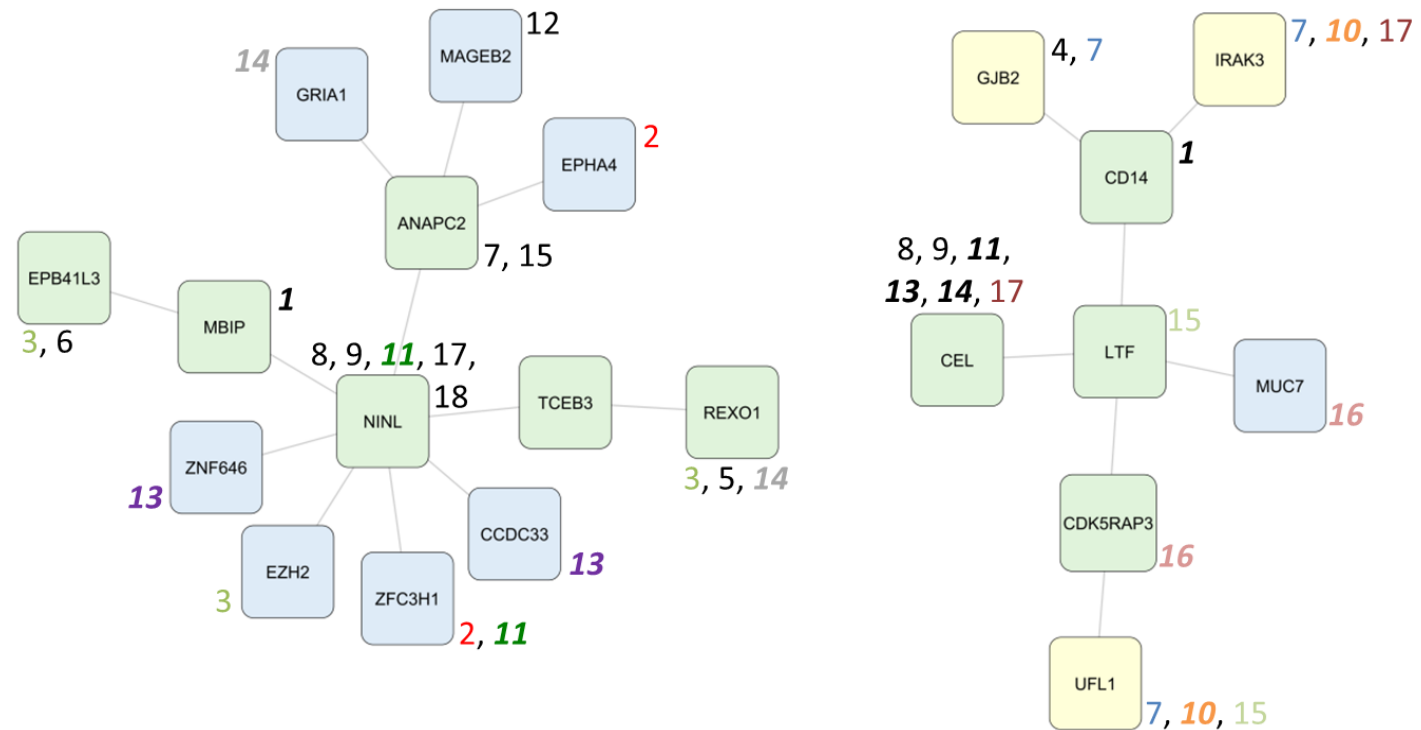 MAGEB2
12
14
GRIA1
EPHA4
2
ANAPC2
7, 15
EPB41L3
3, 6
MBIP
1
8, 9, 11, 17,
18
NINL
TCEB3
REXO1
3, 5, 14
ZNF646
13
EZH2
3
ZFC3H1
2, 11
CCDC33
13
GJB2
4, 7
IRAK3
7, 10, 17
CD14
1
8, 9, 11,
13, 14, 17
CEL
LTF
15
MUC7
16
CDK5RAP3
16
UFL1
7, 10, 15